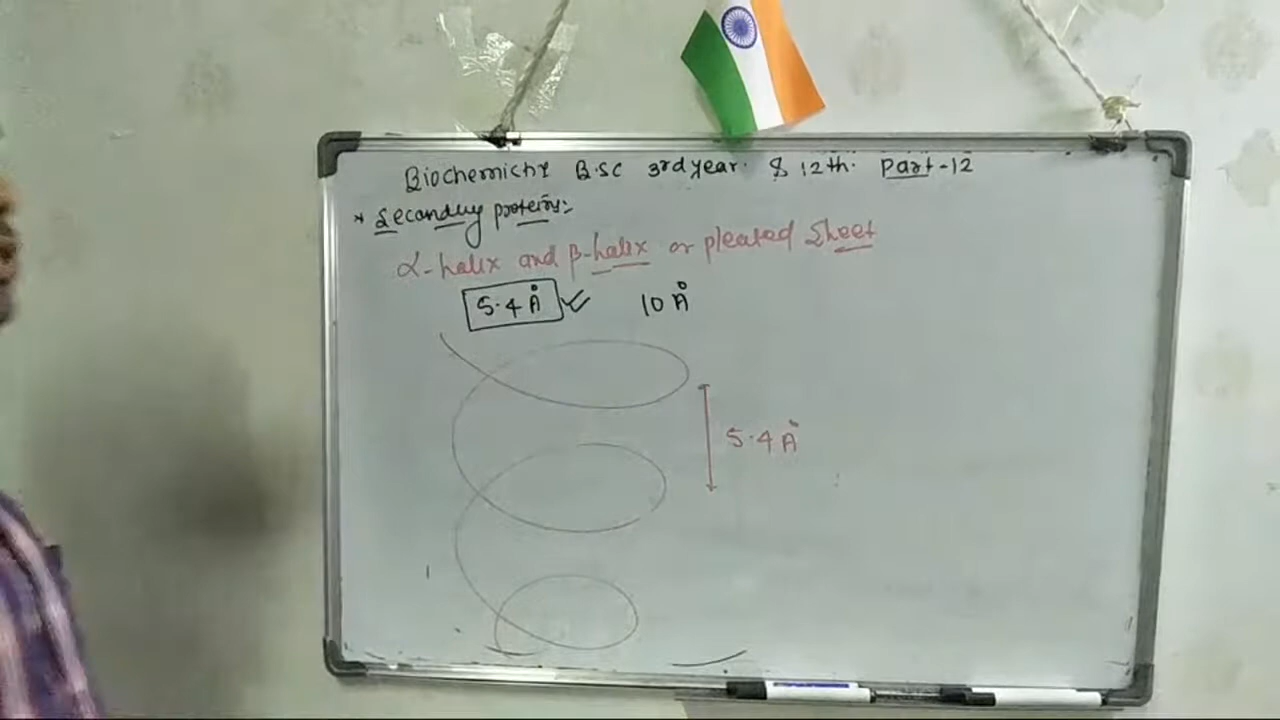 Biochemistry B.sc 3rd year. & 12th. Part-12
* Secondary proteins:-
α-helix and β-helix or pleated Sheet
5.4 Å ✓ 10 Å
5.4 Å